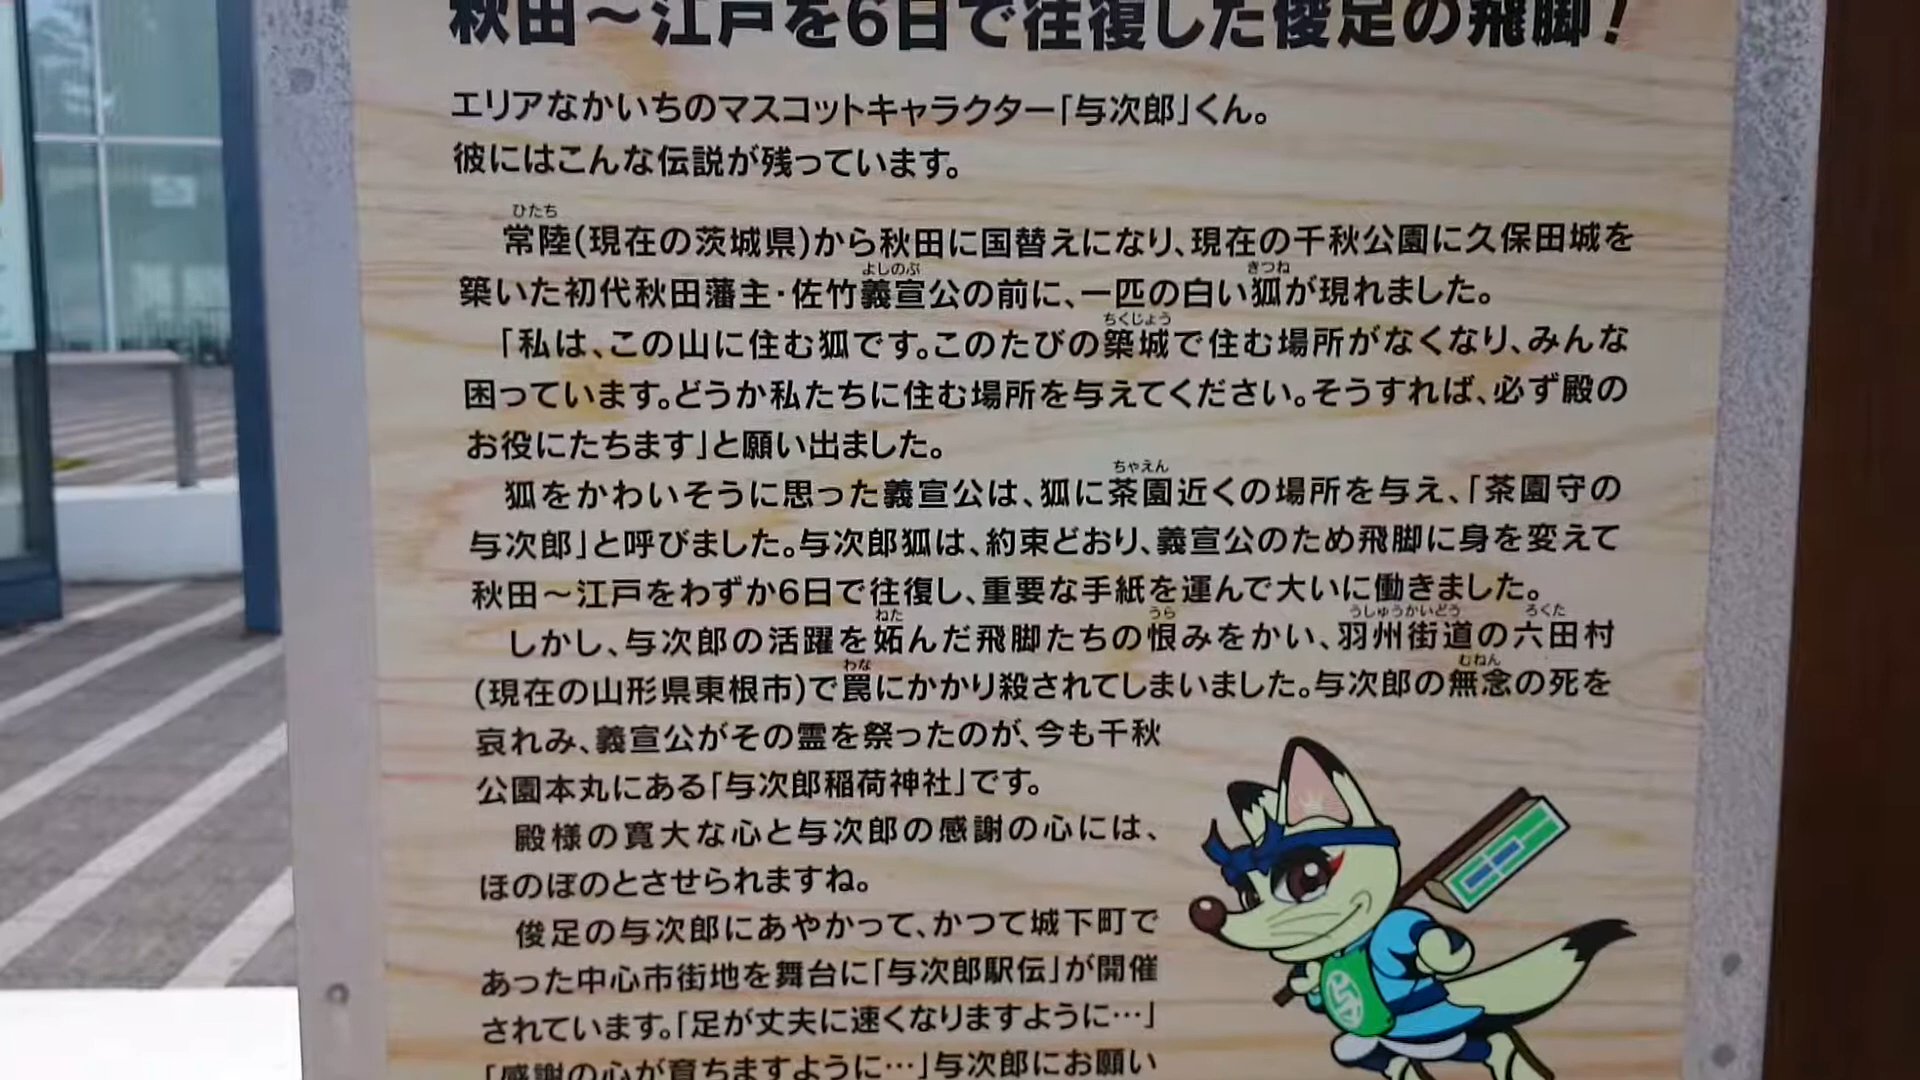 秋田～江戸を6日で往復した俊足の飛脚!
エリアなかいちのマスコットキャラクター「与次郎」くん。
彼にはこんな伝説が残っています。
ひたち
常陸(現在の茨城県)から秋田に国替えになり、現在の千秋公園に久保田城を
よしのぶ きつね
築いた初代秋田藩主・佐竹義宣公の前に、一匹の白い狐が現れました。
ちくじょう
「私は、この山に住む狐です。このたびの築城で住む場所がなくなり、みんな
困っています。どうか私たちに住む場所を与えてください。そうすれば、必ず殿の
お役にたちます」と願い出ました。
ちゃえん
狐をかわいそうに思った義宣公は、狐に茶園近くの場所を与え、「茶園守の
与次郎」と呼びました。与次郎狐は、約束どおり、義宣公のため飛脚に身を変えて
秋田～江戸をわずか6日で往復し、重要な手紙を運んで大いに働きました。
ねた うら うしゅうかいどう ろくた
しかし、与次郎の活躍を妬んだ飛脚たちの恨みをかい、羽州街道の六田村
わな むねん
(現在の山形県東根市)で罠にかかり殺されてしまいました。与次郎の無念の死を
哀れみ、義宣公がその霊を祭ったのが、今も千秋
公園本丸にある「与次郎稲荷神社」です。
殿様の寛大な心と与次郎の感謝の心には、
ほのぼのとさせられますね。
俊足の与次郎にあやかって、かつて城下町で
あった中心市街地を舞台に「与次郎駅伝」が開催
されています。「足が丈夫に速くなりますように…」
「感謝の心が育ちますように…」与次郎にお願い